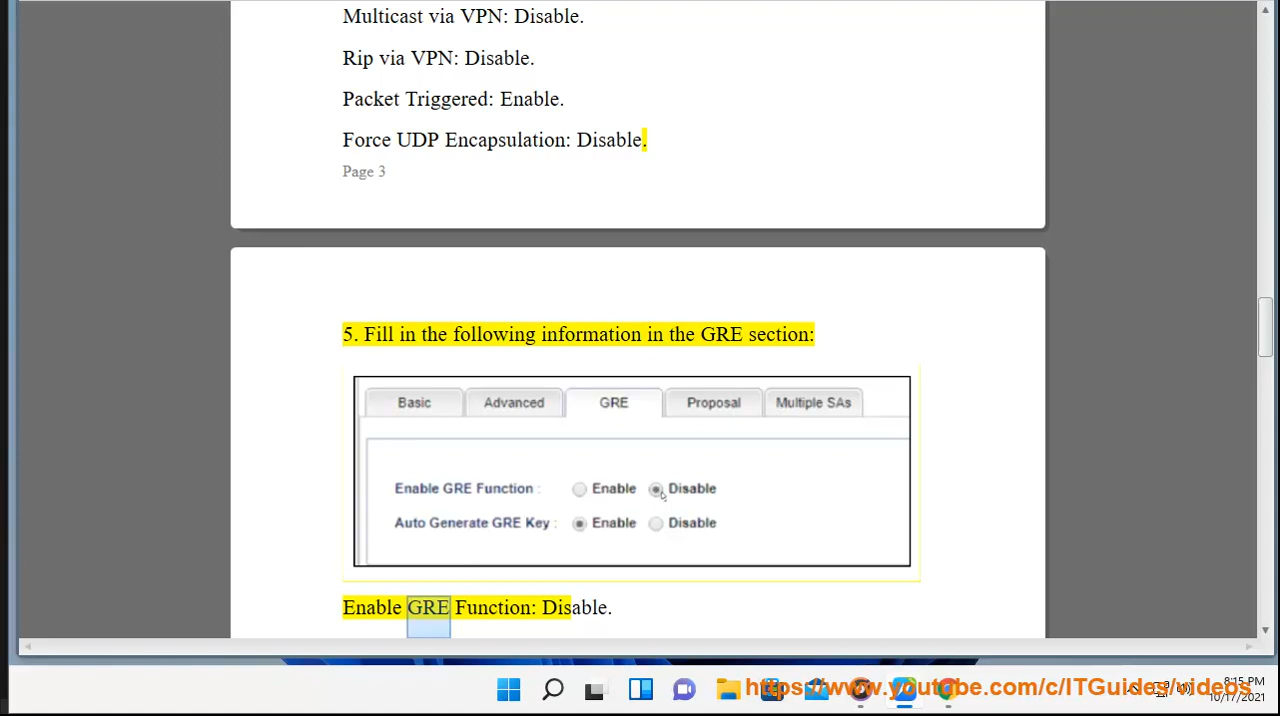 Multicast via VPN: Disable.
Rip via VPN: Disable.
Packet Triggered: Enable.
Force UDP Encapsulation: Disable.
Page 3
5. Fill in the following information in the GRE section:
Basic Advanced GRE Proposal Multiple SAs
Enable GRE Function : Enable Disable
Auto Generate GRE Key : Enable Disable
Enable GRE Function: Disable.
https://www.youtube.com/c/ITGuides/videos
8:15 PM
10/17/2021